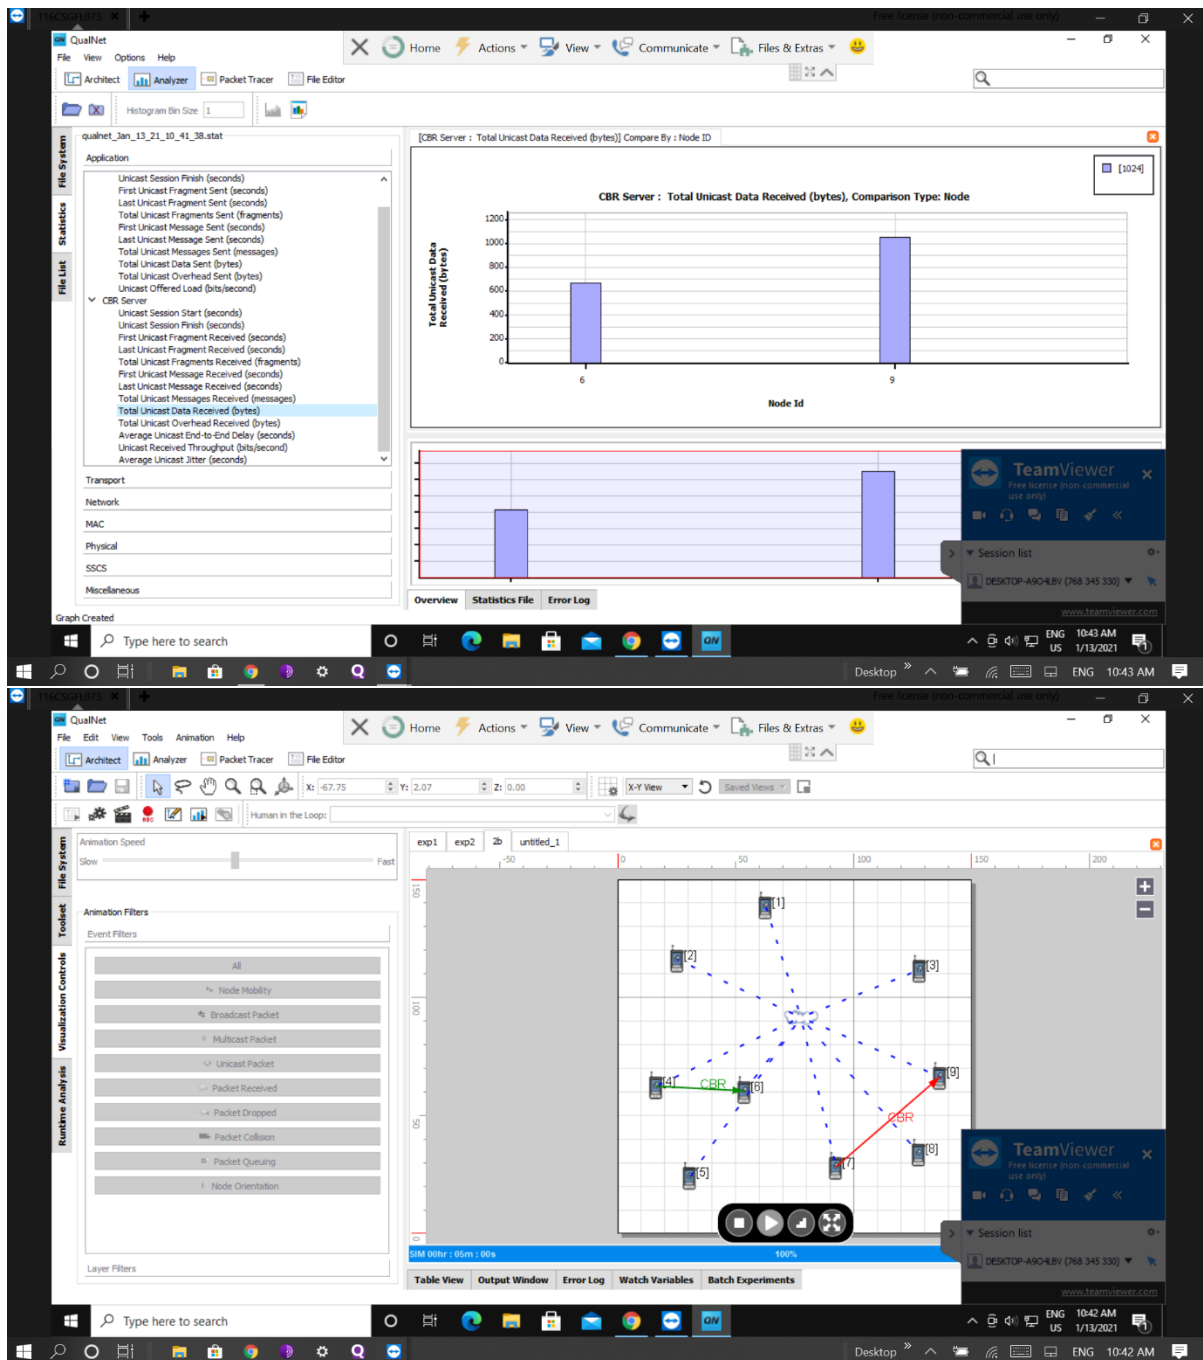 116CSGFL073
Free license (non-commercial use only)
QualNet
File View Options Help
Home Actions View Communicate Files & Extras
Architect Analyzer Packet Tracer File Editor
Histogram Bin Size 1
File System
Statistics
File List
qualnet_Jan_13_21_10_41_38.stat
Application
Unicast Session Finish (seconds)
First Unicast Fragment Sent (seconds)
Last Unicast Fragment Sent (seconds)
Total Unicast Fragments Sent (fragments)
First Unicast Message Sent (seconds)
Last Unicast Message Sent (seconds)
Total Unicast Messages Sent (messages)
Total Unicast Data Sent (bytes)
Total Unicast Overhead Sent (bytes)
Unicast Offered Load (bits/second)
CBR Server
Unicast Session Start (seconds)
Unicast Session Finish (seconds)
First Unicast Fragment Received (seconds)
Last Unicast Fragment Received (seconds)
Total Unicast Fragments Received (fragments)
First Unicast Message Received (seconds)
Last Unicast Message Received (seconds)
Total Unicast Messages Received (messages)
Total Unicast Data Received (bytes)
Total Unicast Overhead Received (bytes)
Average Unicast End-to-End Delay (seconds)
Unicast Received Throughput (bits/second)
Average Unicast Jitter (seconds)
Transport
Network
MAC
Physical
SSCS
Miscellaneous
Graph Created
[CBR Server : Total Unicast Data Received (bytes)] Compare By : Node ID
[1024]
CBR Server : Total Unicast Data Received (bytes), Comparison Type: Node
Total Unicast Data
Received (bytes)
1200
1000
800
600
400
200
0
6 9
Node Id
Overview Statistics File Error Log
TeamViewer
Free license (non-commercial
use only)
Session list
DESKTOP-A9O4LBV (768 345 330)
www.teamviewer.com
Type here to search
QN
ENG 10:43 AM
US 1/13/2021
Desktop ENG 10:43 AM
116CSGFL073
Free license (non-commercial use only)
QualNet
File Edit View Tools Animation Help
Home Actions View Communicate Files & Extras
Architect Analyzer Packet Tracer File Editor
X: -67.75 Y: 2.07 Z: 0.00 X-Y View Saved Views
REC Human in the Loop:
File System
Toolset
Visualization Controls
Runtime Analysis
Animation Speed
Slow Fast
Animation Filters
Event Filters
All
Node Mobility
Broadcast Packet
Multicast Packet
Unicast Packet
Packet Received
Packet Dropped
Packet Collision
Packet Queuing
Node Orientation
Layer Filters
exp1 exp2 2b untitled_1
-50 0 50 100 150 200
150
100
50
0
[1]
[2]
[3]
[4] CBR [6]
[9]
CBR
[8]
[5]
[7]
SIM 00hr : 05m : 00s 100%
Table View Output Window Error Log Watch Variables Batch Experiments
TeamViewer
Free license (non-commercial
use only)
Session list
DESKTOP-A9O4LBV (768 345 330)
www.teamviewer.com
Type here to search
QN
ENG 10:42 AM
US 1/13/2021
Desktop ENG 10:42 AM